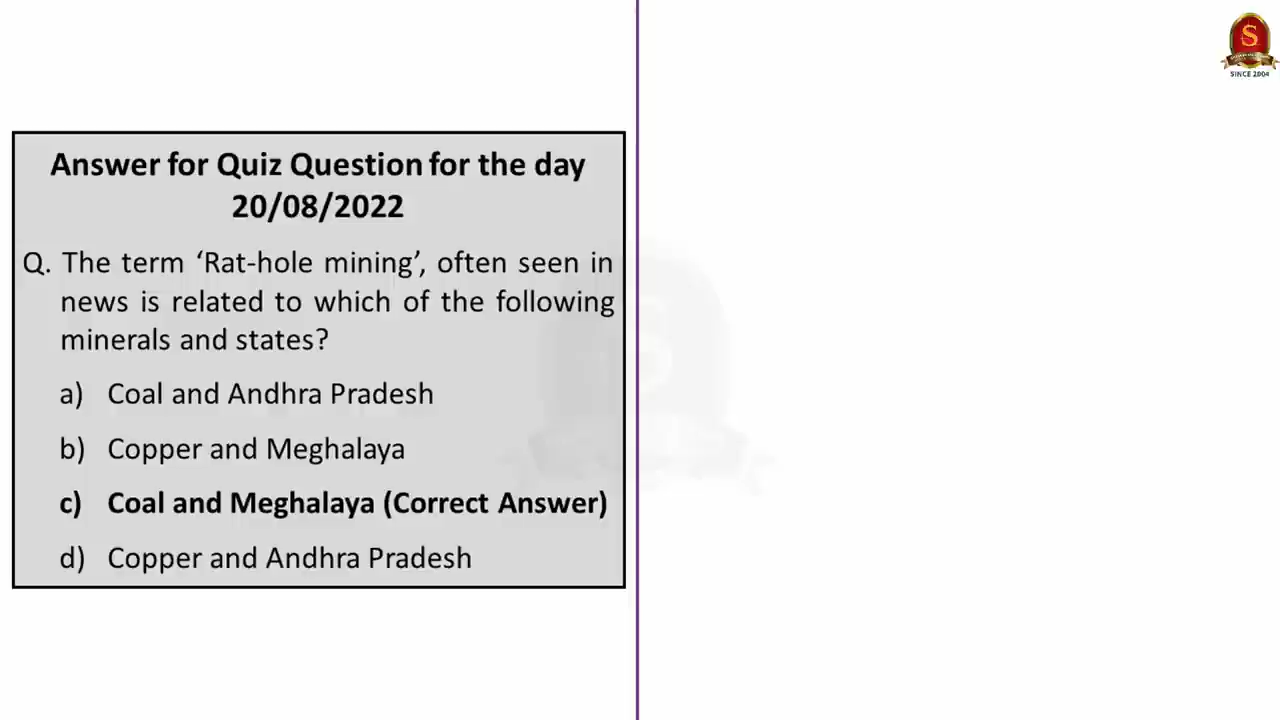 Answer for Quiz Question for the day
20/08/2022
Q. The term ‘Rat-hole mining’, often seen in
news is related to which of the following
minerals and states?
a) Coal and Andhra Pradesh
b) Copper and Meghalaya
c) Coal and Meghalaya (Correct Answer)
d) Copper and Andhra Pradesh
S
SINCE 2004